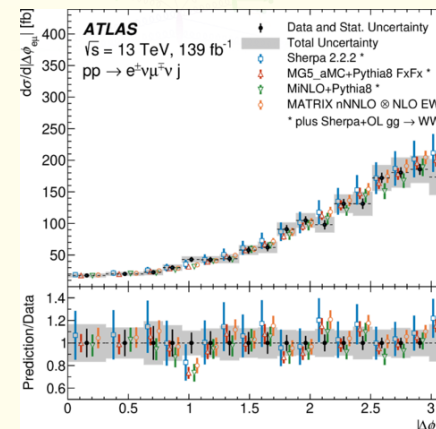 dσ/d|Δφeμ| [fb]
ATLAS
√s = 13 TeV, 139 fb⁻¹
pp → e±νμ∓ν j
Data and Stat. Uncertainty
Total Uncertainty
Sherpa 2.2.2 *
MG5_aMC+Pythia8 FxFx *
MiNLO+Pythia8 *
MATRIX nNNLO ⊗ NLO EW
* plus Sherpa+OL gg → WW
400
350
300
250
200
150
100
50
Prediction/Data
1.4
1.2
1.0
0.8
0.6
0 0.5 1 1.5 2 2.5 3
|Δφ